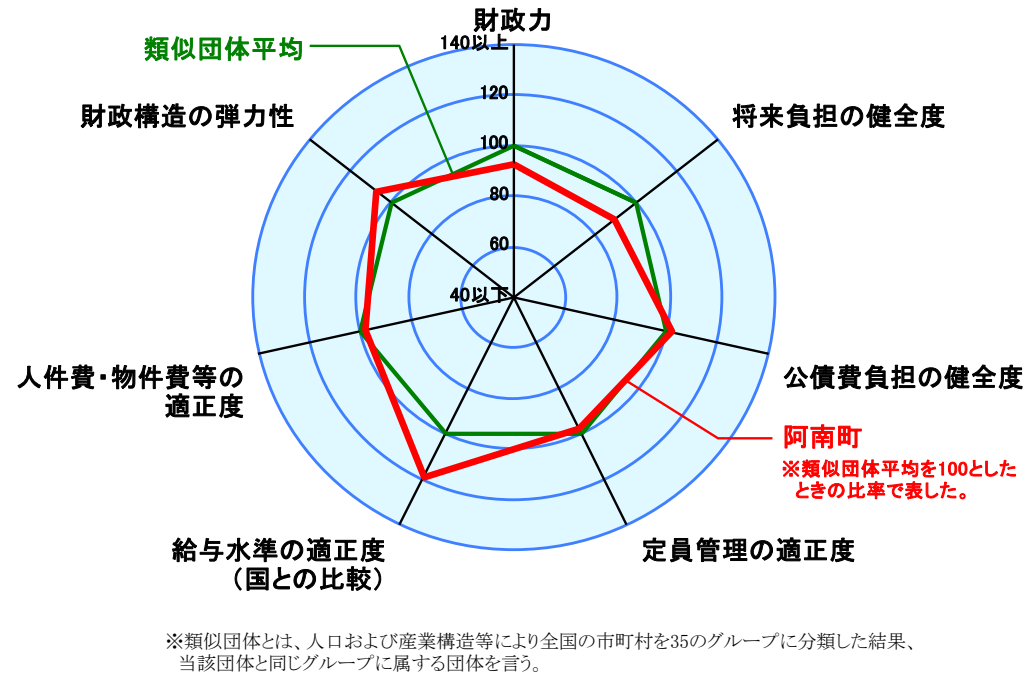 財政力
140以上
類似団体平均
120
財政構造の弾力性
将来負担の健全度
100
80
60
40以下
人件費・物件費等の
適正度
公債費負担の健全度
阿南町
※類似団体平均を100とした
ときの比率で表した。
給与水準の適正度
(国との比較)
定員管理の適正度
※類似団体とは、人口および産業構造等により全国の市町村を35のグループに分類した結果、
当該団体と同じグループに属する団体を言う。